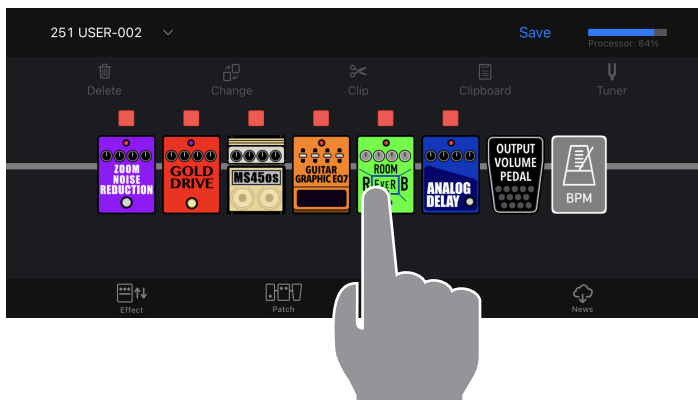 251 USER-002
Save
Processor: 84%
Delete
Change
Clip
Clipboard
Tuner
ZOOM
NOISE
REDUCTION
GOLD
DRIVE
MS45os
GUITAR
GRAPHIC EQ7
ROOM
R EVER B
ANALOG
DELAY
OUTPUT
VOLUME
PEDAL
BPM
Effect
Patch
News